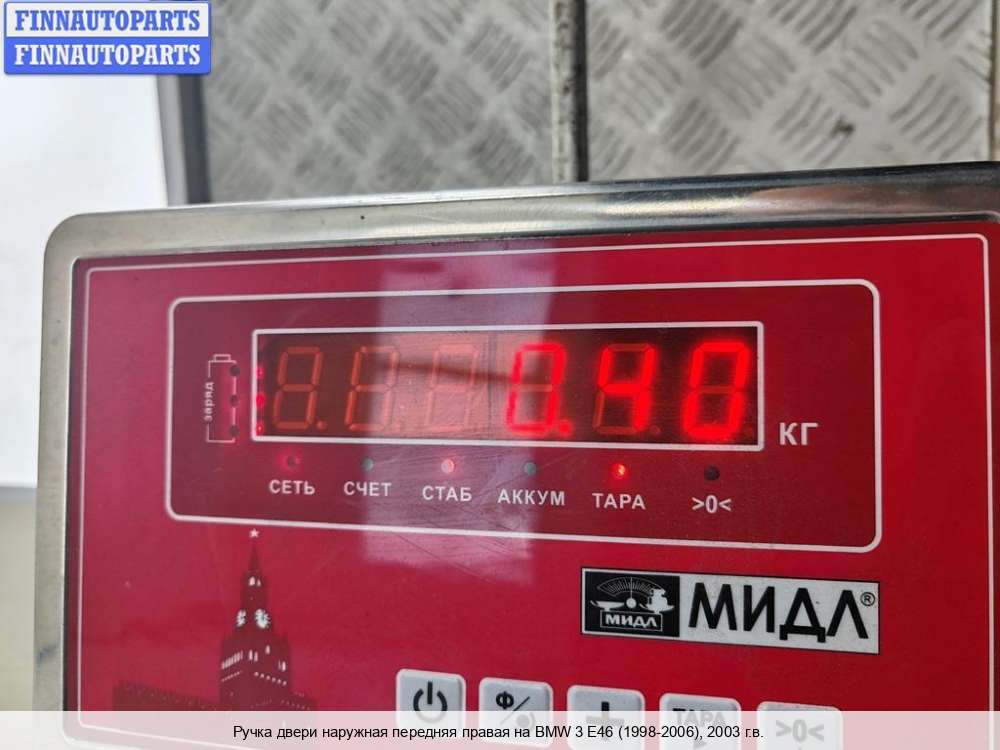 FINNAUTOPARTS
FINNAUTOPARTS
0.40
КГ
заряд
СЕТЬ СЧЕТ СТАБ АККУМ ТАРА >0<
МИДЛ МИДЛ®
Ф
+
ТАРА
>0<
Ручка двери наружная передняя правая на BMW 3 E46 (1998-2006), 2003 г.в.